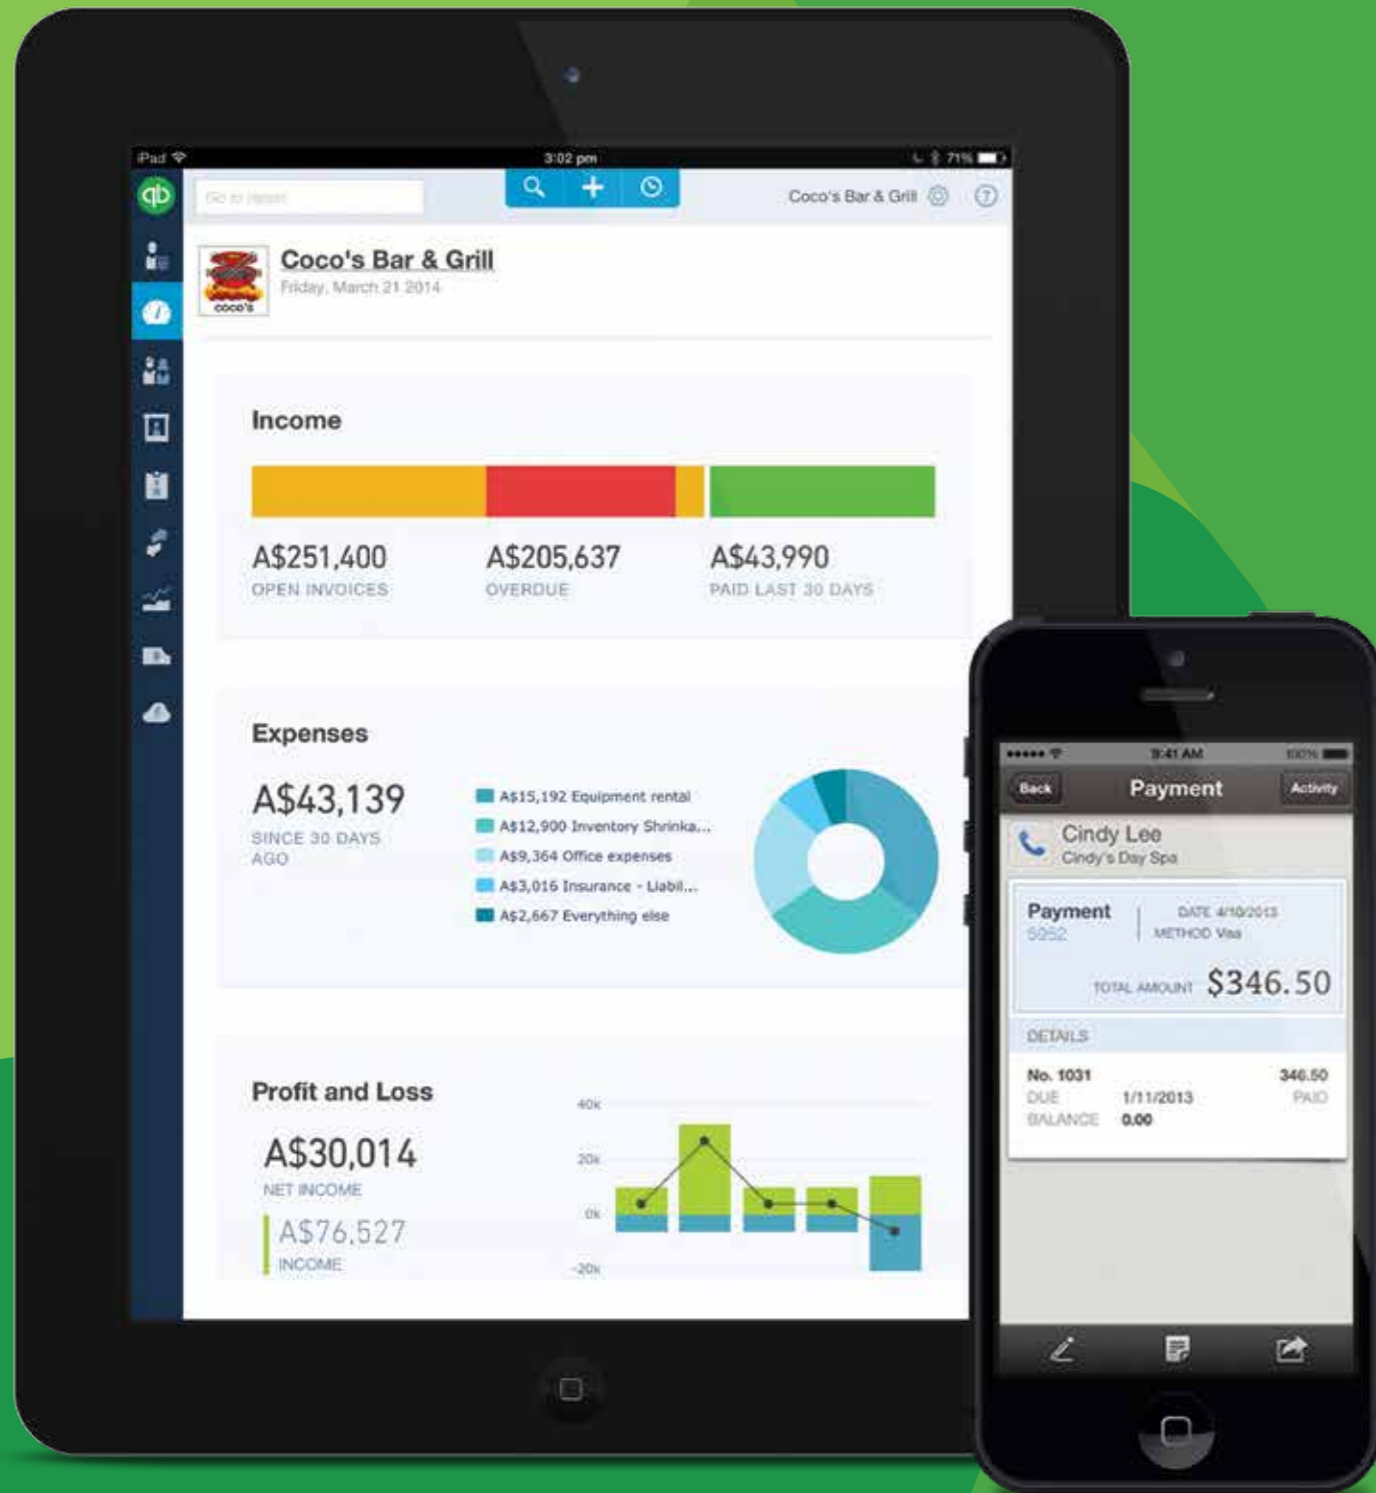 iPad
3:02 pm
71%
qb
Go to report
Coco's Bar & Grill
Coco's Bar & Grill
Friday, March 21 2014
coco's
Income
A$251,400
OPEN INVOICES
A$205,637
OVERDUE
A$43,990
PAID LAST 30 DAYS
Expenses
A$43,139
SINCE 30 DAYS
AGO
A$15,192 Equipment rental
A$12,900 Inventory Shrinka...
A$9,364 Office expenses
A$3,016 Insurance - Liabil...
A$2,667 Everything else
Profit and Loss
A$30,014
NET INCOME
A$76,527
INCOME
40k
20k
0k
-20k
9:41 AM
100%
Back
Payment
Activity
Cindy Lee
Cindy's Day Spa
Payment
5952
DATE 4/10/2013
METHOD Visa
TOTAL AMOUNT $346.50
DETAILS
No. 1031 346.50
DUE 1/11/2013 PAID
BALANCE 0.00